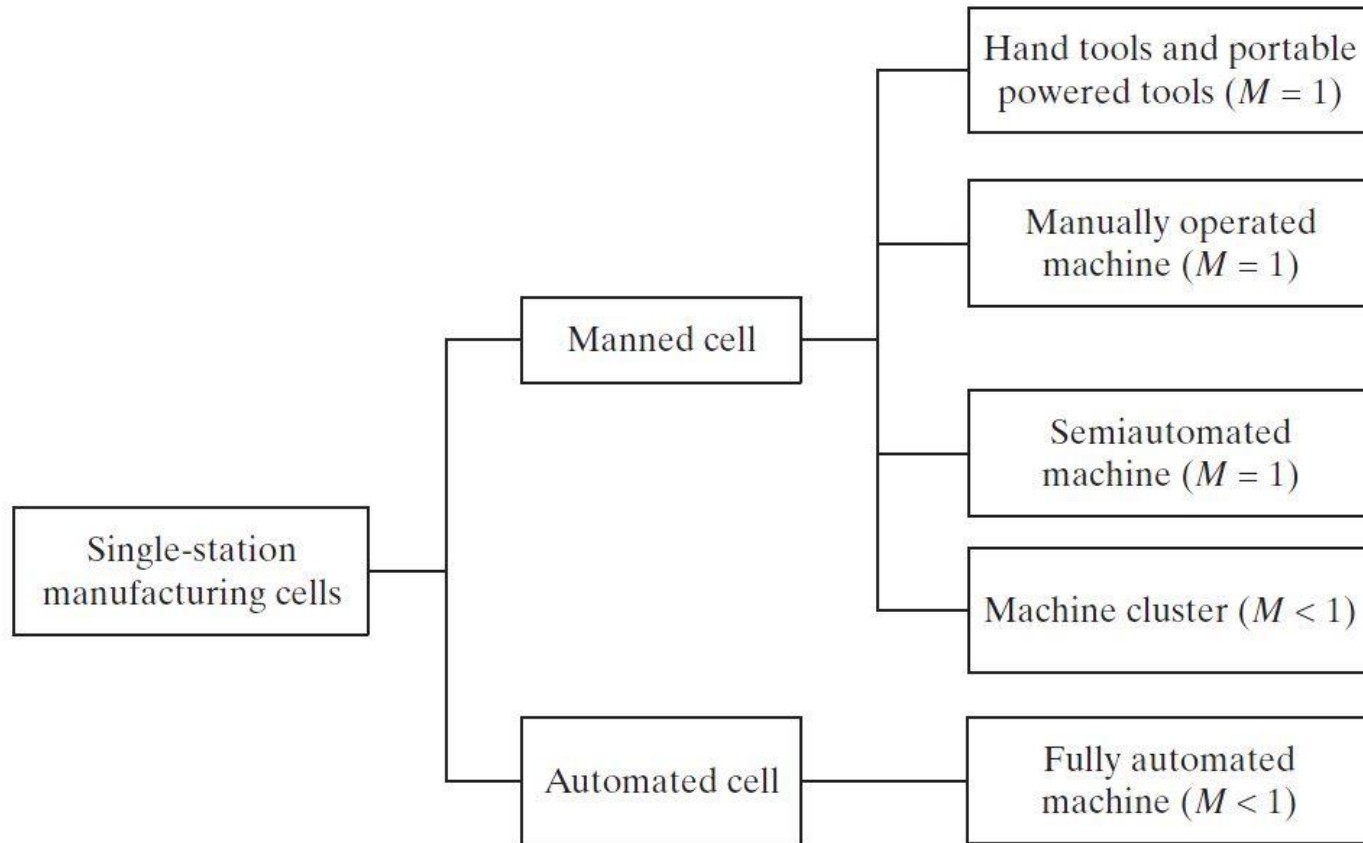 Single-station
manufacturing cells
Manned cell
Automated cell
Hand tools and portable
powered tools (M = 1)
Manually operated
machine (M = 1)
Semiautomated
machine (M = 1)
Machine cluster (M < 1)
Fully automated
machine (M < 1)